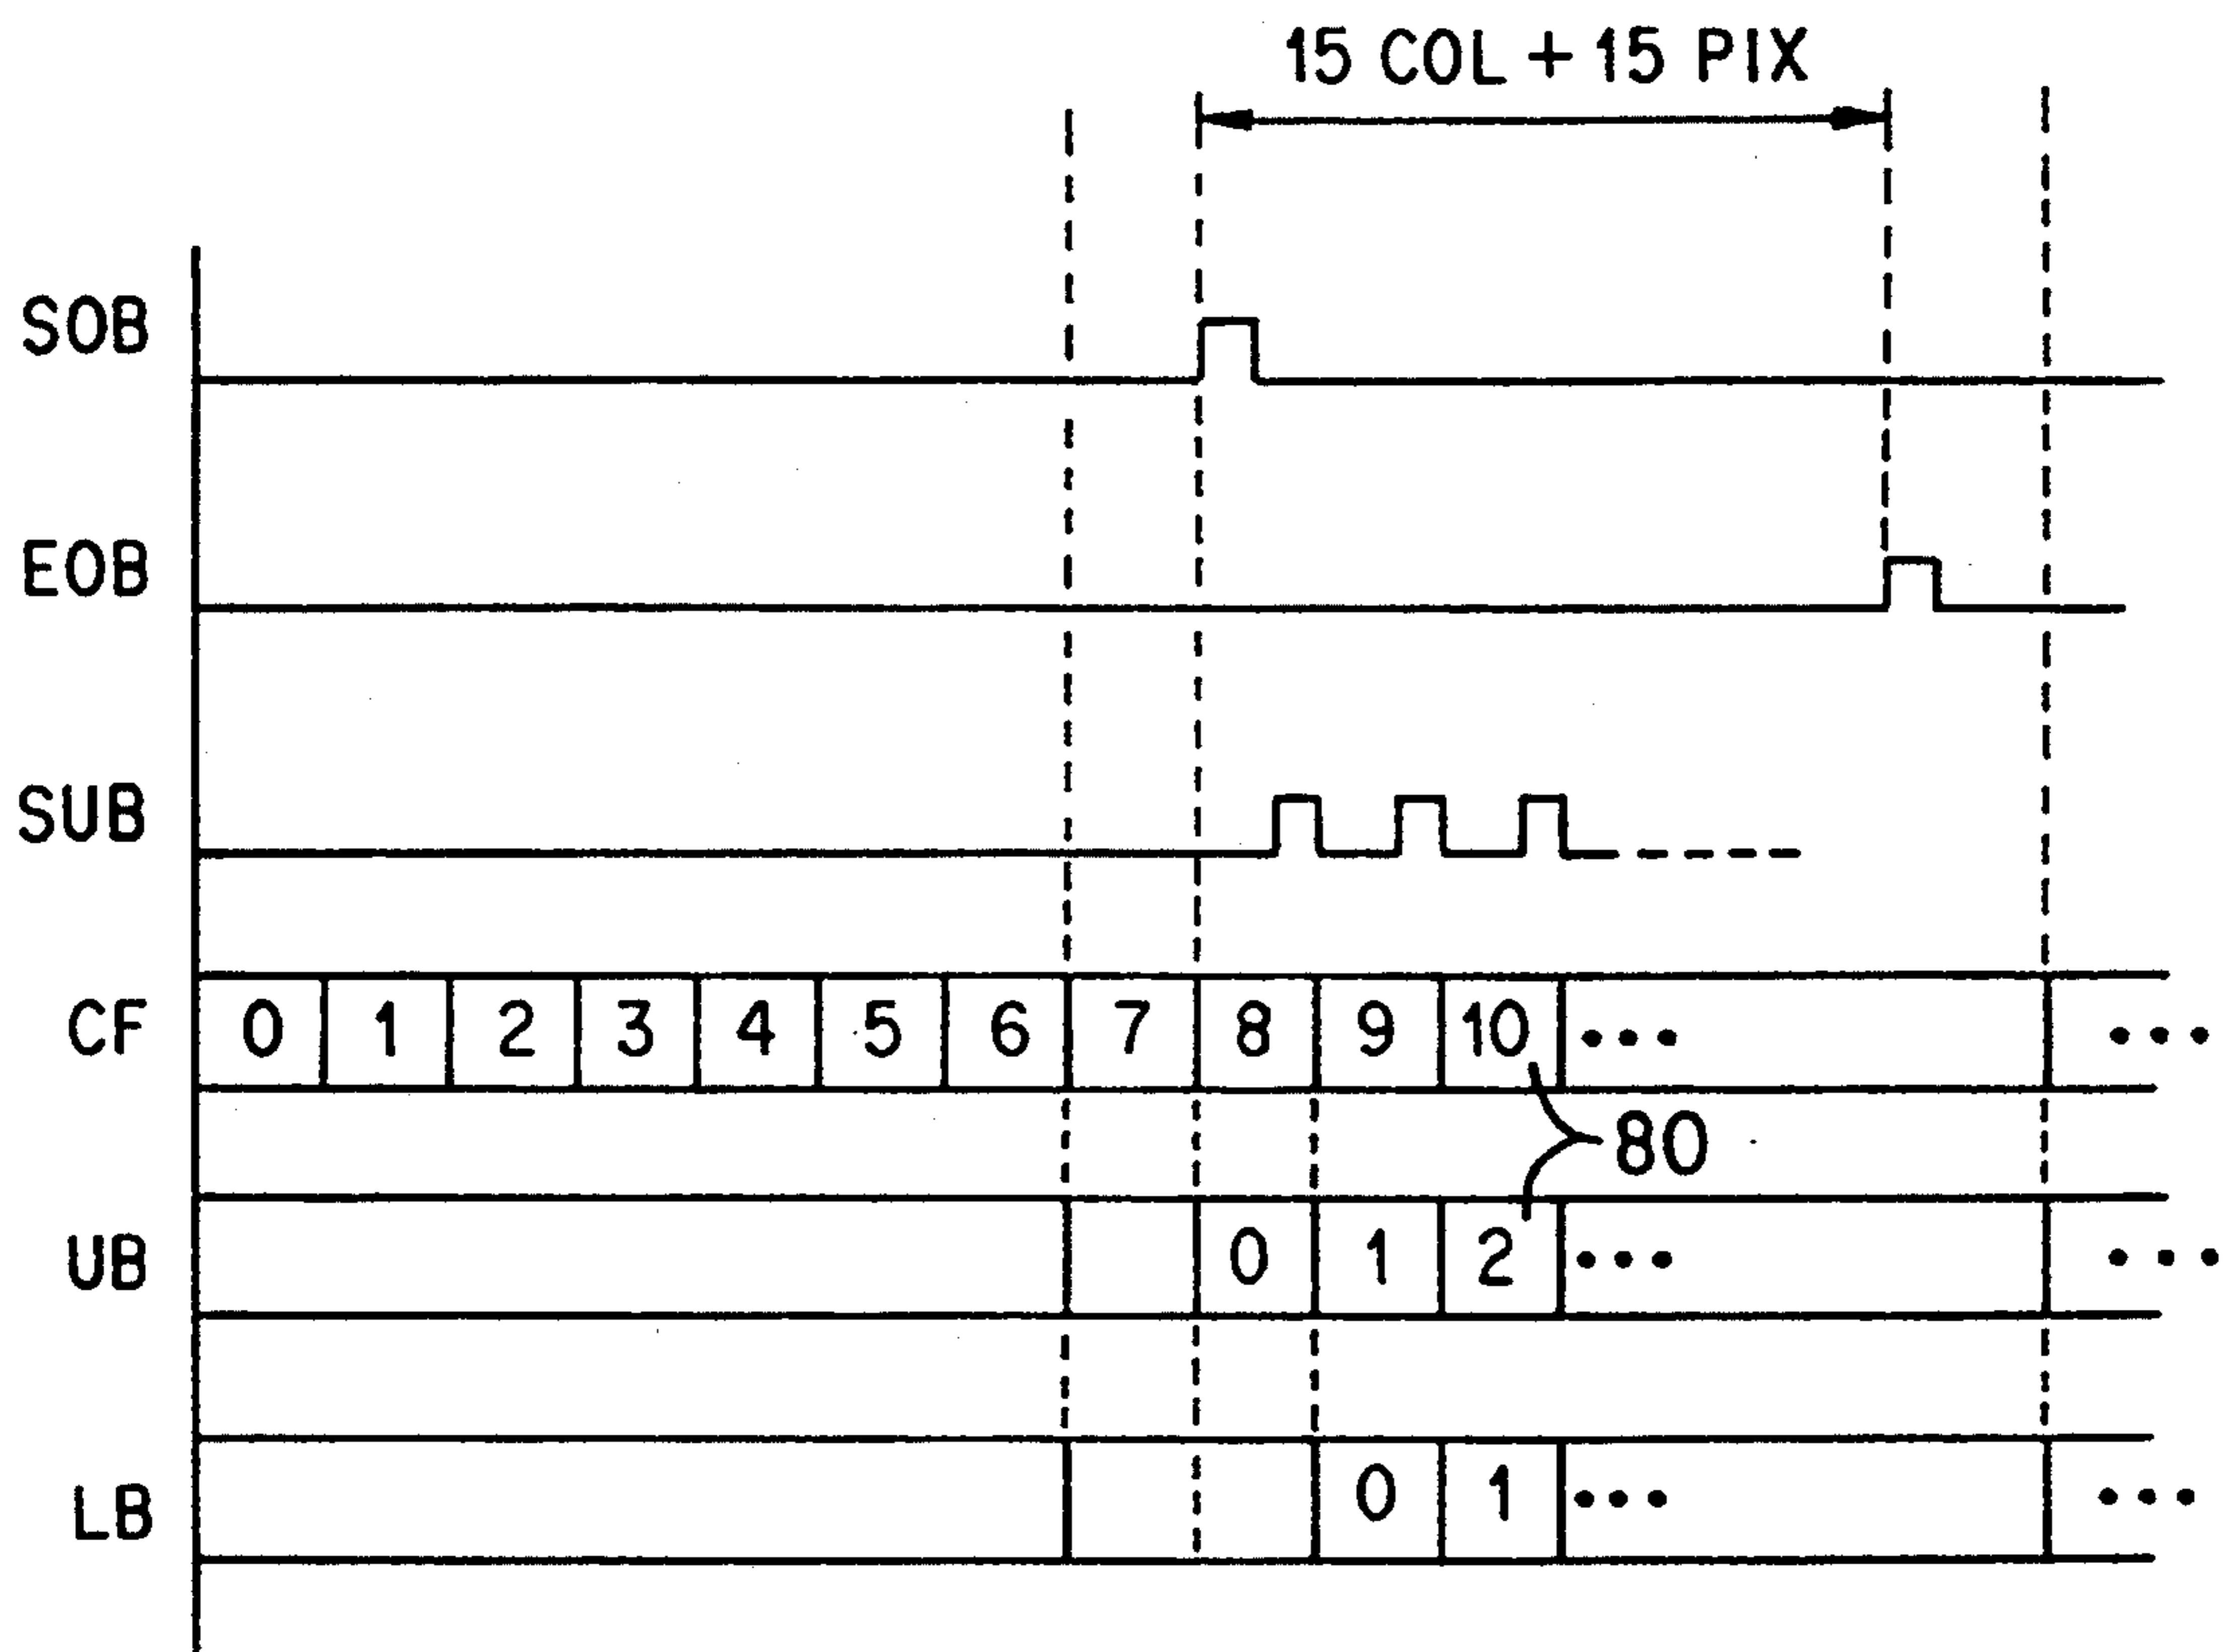 15 COL + 15 PIX
SOB
EOB
SUB
CF 0 1 2 3 4 5 6 7 8 9 10 •••  •••
80
UB 0 1 2 •••  •••
LB 0 1 •••  •••